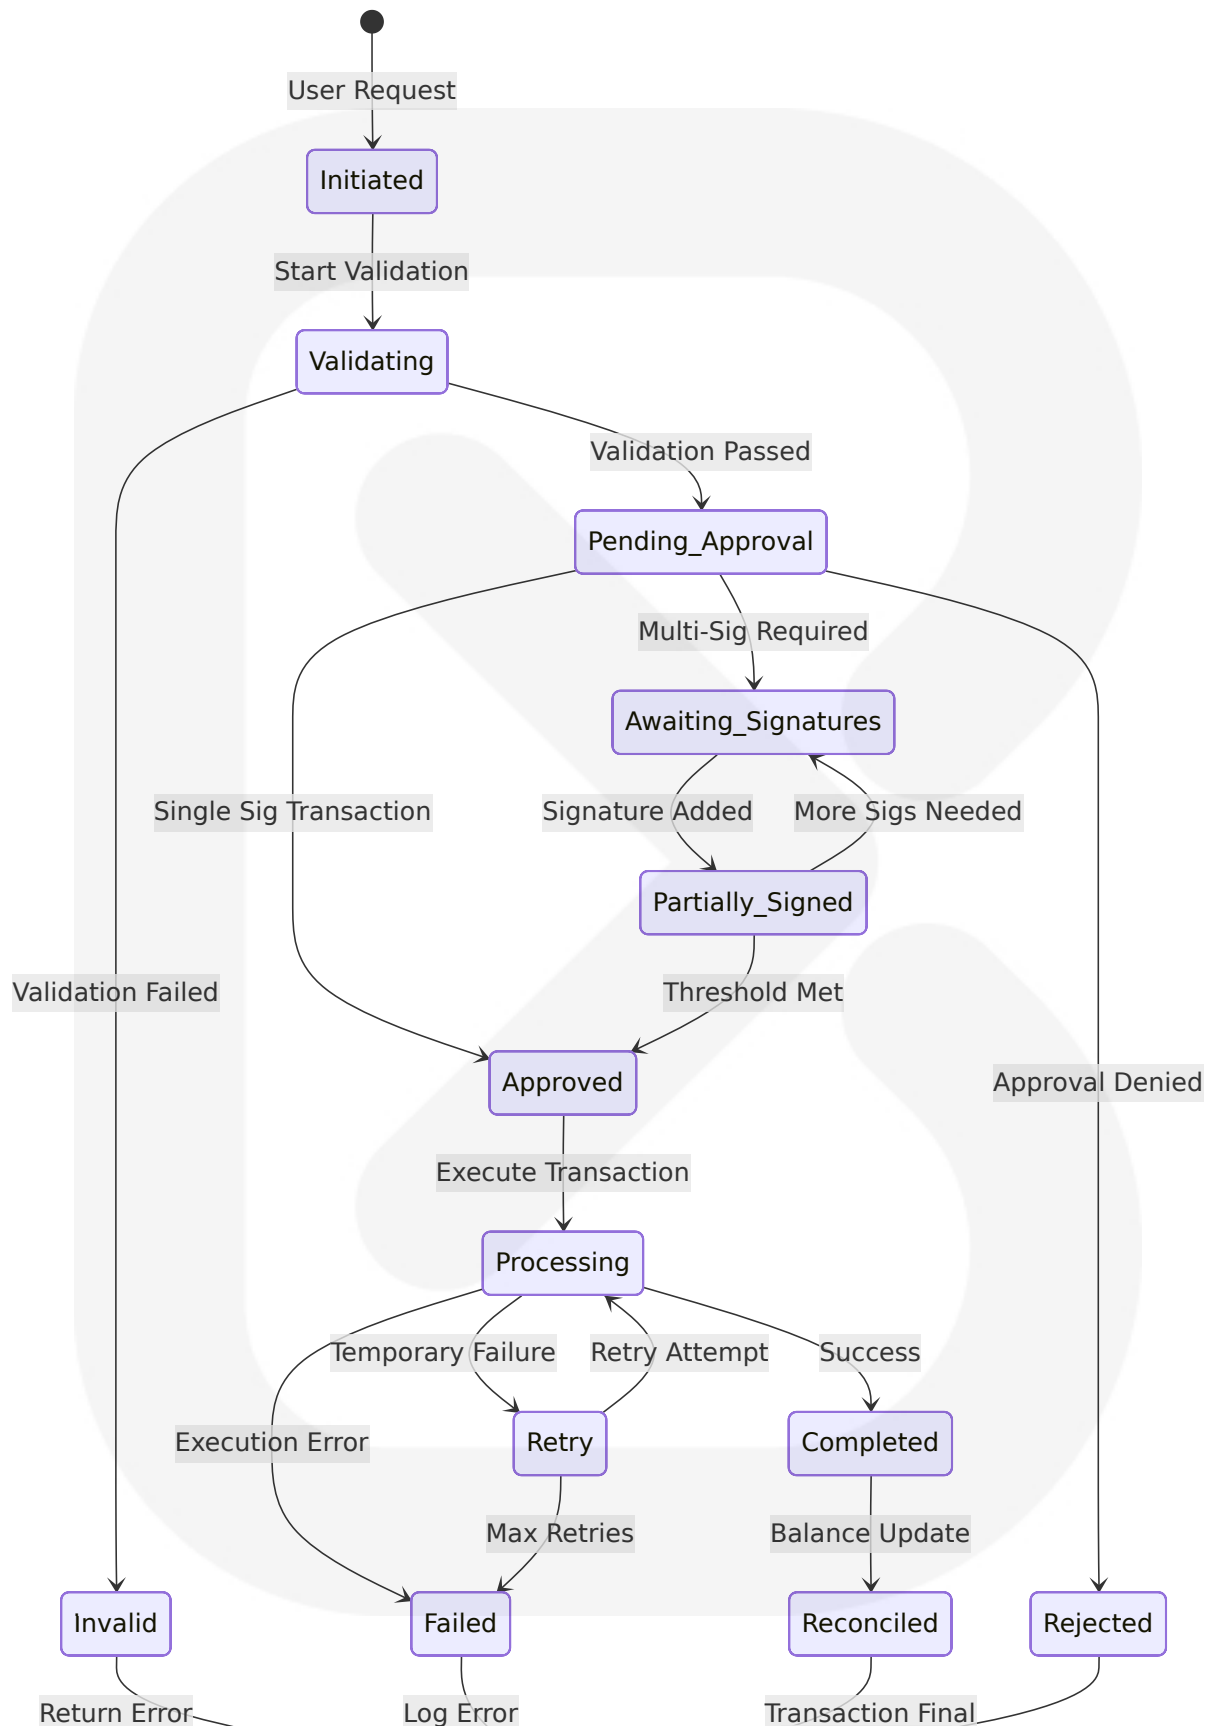 User Request
Initiated
Start Validation
Validating
Validation Passed
Pending_Approval
Multi-Sig Required
Awaiting_Signatures
Single Sig Transaction
Signature Added
More Sigs Needed
Partially_Signed
Validation Failed
Threshold Met
Approved
Approval Denied
Execute Transaction
Processing
Temporary Failure
Retry Attempt
Success
Execution Error
Retry
Completed
Max Retries
Balance Update
Invalid
Failed
Reconciled
Rejected
Return Error
Log Error
Transaction Final